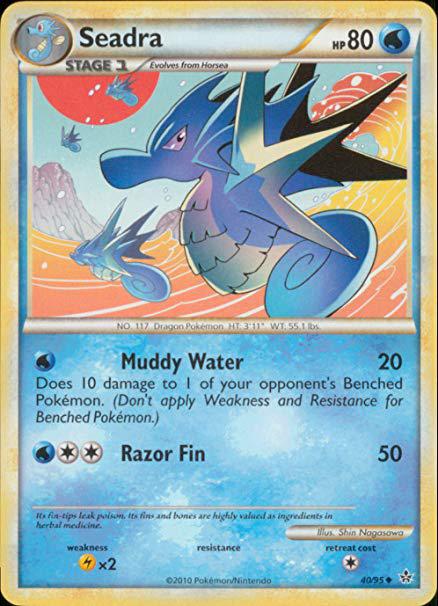 Seadra HP 80
STAGE 1 Evolves from Horsea
NO. 117 Dragon Pokémon HT: 3'11" WT: 55.1 lbs.
Muddy Water 20
Does 10 damage to 1 of your opponent's Benched
Pokémon. (Don't apply Weakness and Resistance for
Benched Pokémon.)
Razor Fin 50
Its fin-tips leak poison. Its fins and bones are highly valued as ingredients in
herbal medicine.
Illus. Shin Nagasawa
weakness resistance retreat cost
×2
©2010 Pokémon/Nintendo 40/95